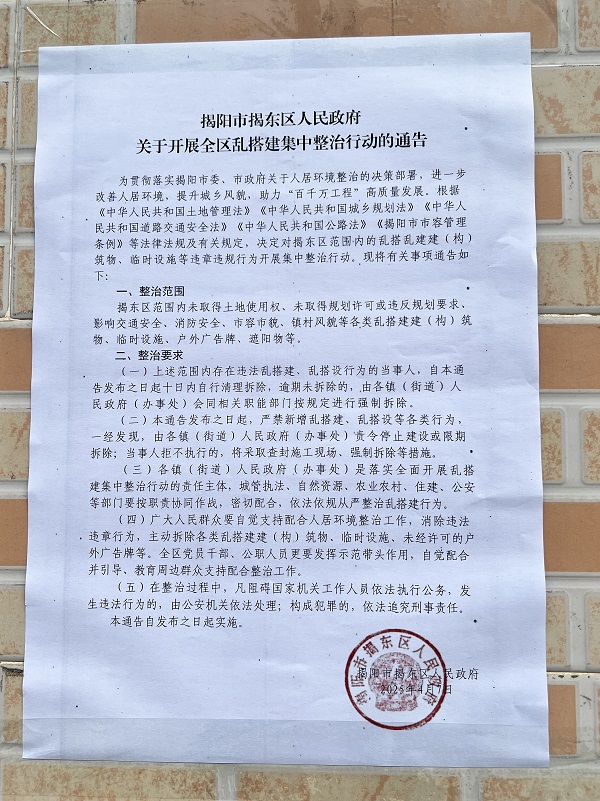 揭阳市揭东区人民政府
关于开展全区乱搭建集中整治行动的通告
为贯彻落实揭阳市委、市政府关于人居环境整治的决策部署，进一步
改善人居环境，提升城乡风貌，助力“百千万工程”高质量发展。根据
《中华人民共和国土地管理法》《中华人民共和国城乡规划法》《中华人
民共和国道路交通安全法》《中华人民共和国公路法》《揭阳市市容管理
条例》等法律法规及有关规定，决定对揭东区范围内的乱搭乱建建（构）
筑物、临时设施等违章违规行为开展集中整治行动。现将有关事项通告如
下：
一、整治范围
揭东区范围内未取得土地使用权、未取得规划许可或违反规划要求、
影响交通安全、消防安全、市容市貌、镇村风貌等各类乱搭建建（构）筑
物、临时设施、户外广告牌、遮阳物等。
二、整治要求
（一）上述范围内存在违法乱搭建、乱搭设行为的当事人，自本通
告发布之日起十日内自行清理拆除，逾期未拆除的，由各镇（街道）人
民政府（办事处）会同相关职能部门按规定进行强制拆除。
（二）本通告发布之日起，严禁新增乱搭建、乱搭设等各类行为，
一经发现，由各镇（街道）人民政府（办事处）责令停止建设或限期
拆除；当事人拒不执行的，将采取查封施工现场、强制拆除等措施。
（三）各镇（街道）人民政府（办事处）是落实全面开展乱搭
建集中整治行动的责任主体，城管执法、自然资源、农业农村、住建、公安
等部门要按职责协同作战，密切配合，依法依规从严整治乱搭建行为。
（四）广大人民群众要自觉支持配合人居环境整治工作，消除违法
违章行为，主动拆除各类乱搭建建（构）筑物、临时设施、未经许可的户
外广告牌等。全区党员干部、公职人员更要发挥示范带头作用，自觉配合
并引导、教育周边群众支持配合整治工作。
（五）在整治过程中，凡阻碍国家机关工作人员依法执行公务，发
生违法行为的，由公安机关依法处理；构成犯罪的，依法追究刑事责任。
本通告自发布之日起实施。
揭阳市揭东区人民政府
2025年4月7日
揭阳市揭东区人民政府